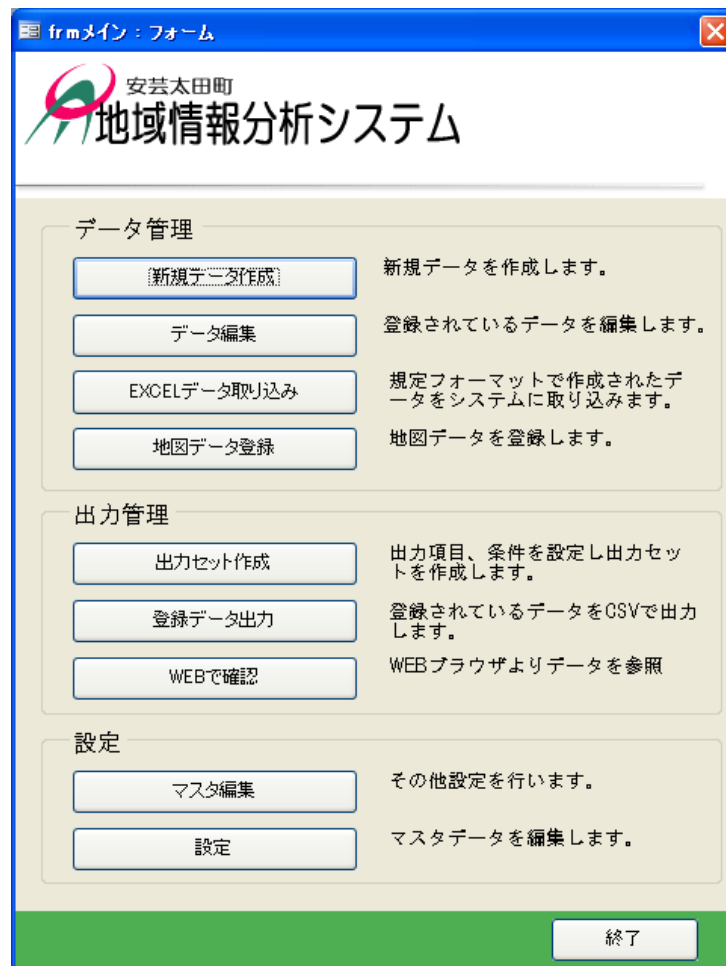 frmメイン：フォーム
安芸太田町
地域情報分析システム
データ管理
新規データ作成
新規データを作成します。
データ編集
登録されているデータを編集します。
EXCELデータ取り込み
規定フォーマットで作成されたデ
ータをシステムに取り込みます。
地図データ登録
地図データを登録します。
出力管理
出力セット作成
出力項目、条件を設定し出力セッ
トを作成します。
登録データ出力
登録されているデータをCSVで出力
します。
WEBで確認
WEBブラウザよりデータを参照
設定
マスタ編集
その他設定を行います。
設定
マスタデータを編集します。
終了